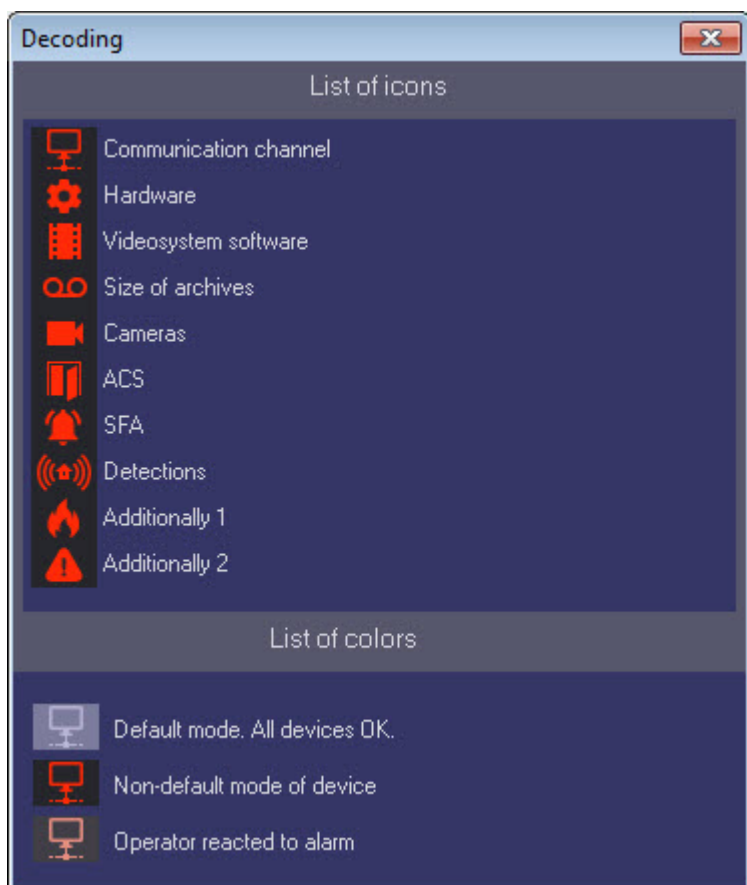 Decoding
List of icons
Communication channel
Hardware
Videosystem software
Size of archives
Cameras
ACS
SFA
Detections
Additionally 1
Additionally 2
List of colors
Default mode. All devices OK.
Non-default mode of device
Operator reacted to alarm